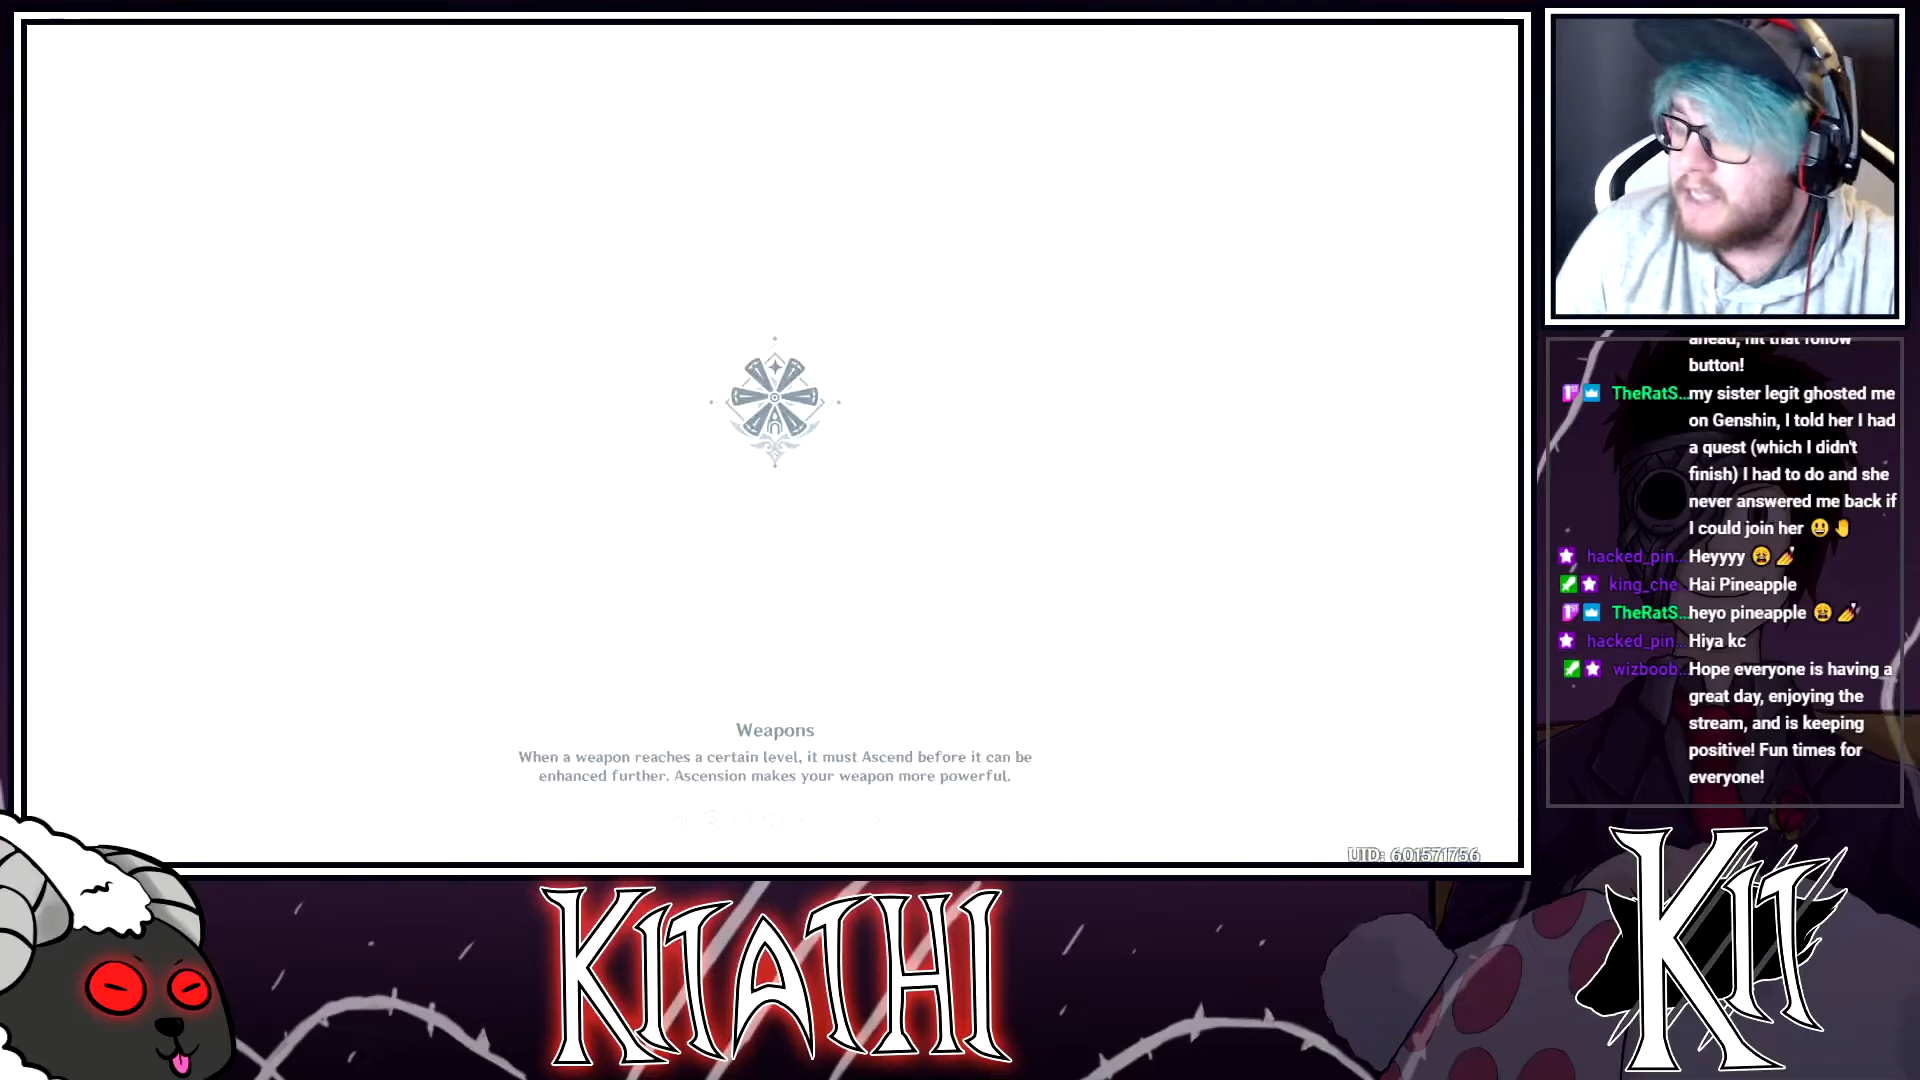 ahead, hit that follow
button!
TheRatS... my sister legit ghosted me
on Genshin, I told her I had
a quest (which I didn't
finish) I had to do and she
never answered me back if
I could join her 😃🤚
hacked_pin... Heyyyy 😩💅
king_che Hai Pineapple
TheRatS... heyo pineapple 😩💅
hacked_pin... Hiya kc
wizboob... Hope everyone is having a
great day, enjoying the
stream, and is keeping
positive! Fun times for
everyone!
Weapons
When a weapon reaches a certain level, it must Ascend before it can be
enhanced further. Ascension makes your weapon more powerful.
UID: 601571756
KITATHI
KIT